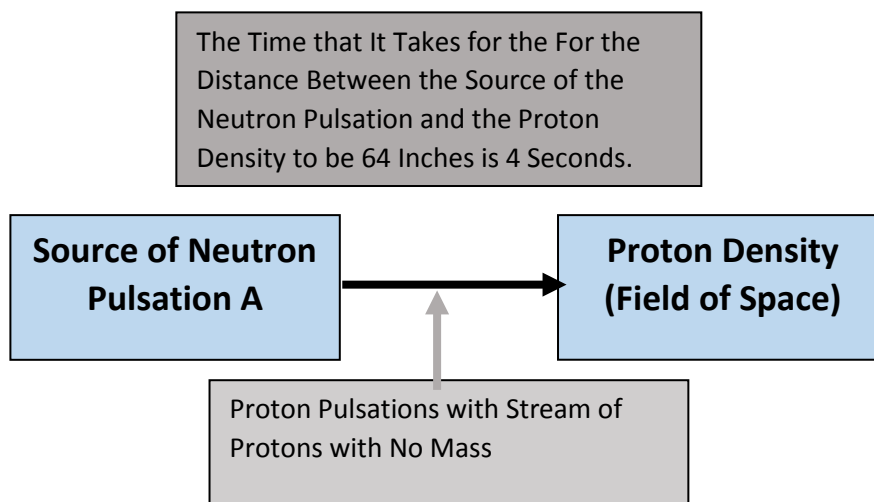 The Time that It Takes for the For the
Distance Between the Source of the
Neutron Pulsation and the Proton
Density to be 64 Inches is 4 Seconds.
Source of Neutron
Pulsation A
Proton Density
(Field of Space)
Proton Pulsations with Stream of
Protons with No Mass